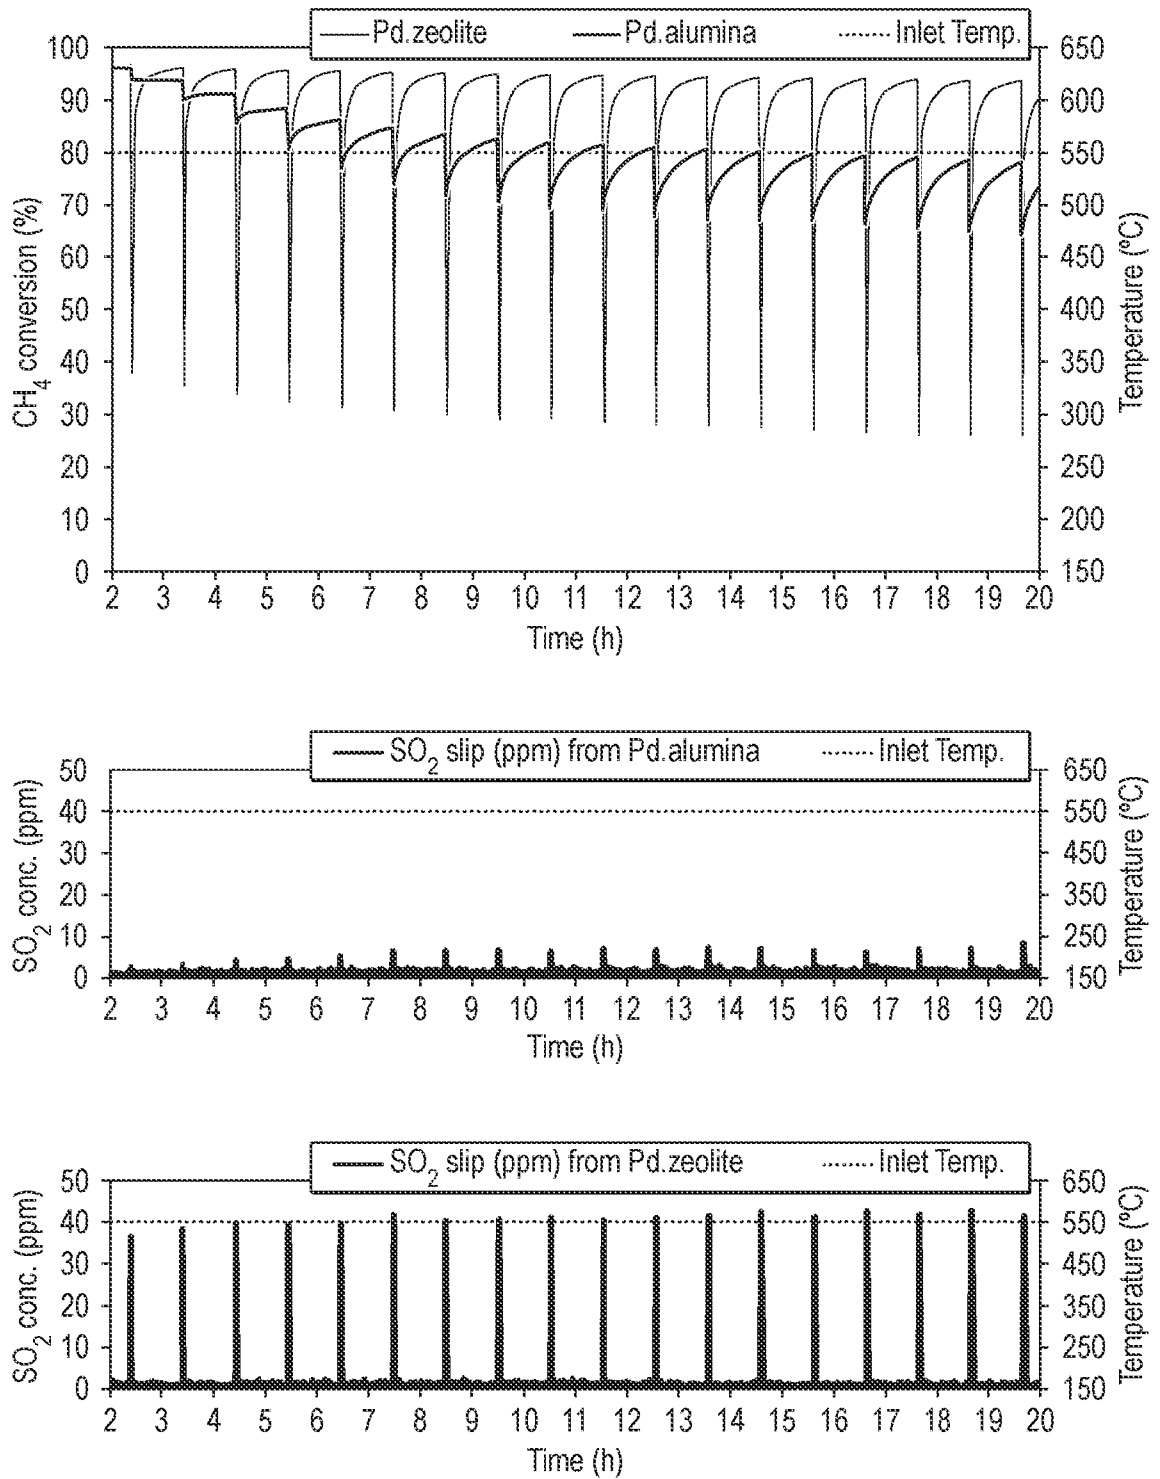 Pd.zeolite Pd.alumina Inlet Temp.
100 650
90 600
80 550
70 500
60 450
50 400
40 350
30 300
20 250
10 200
0 150
CH4 conversion (%)
Temperature (ºC)
2 3 4 5 6 7 8 9 10 11 12 13 14 15 16 17 18 19 20
Time (h)
SO2 slip (ppm) from Pd.alumina Inlet Temp.
50 650
40 550
30 450
20 350
10 250
0 150
SO2 conc. (ppm)
Temperature (ºC)
2 3 4 5 6 7 8 9 10 11 12 13 14 15 16 17 18 19 20
Time (h)
SO2 slip (ppm) from Pd.zeolite Inlet Temp.
50 650
40 550
30 450
20 350
10 250
0 150
SO2 conc. (ppm)
Temperature (ºC)
2 3 4 5 6 7 8 9 10 11 12 13 14 15 16 17 18 19 20
Time (h)